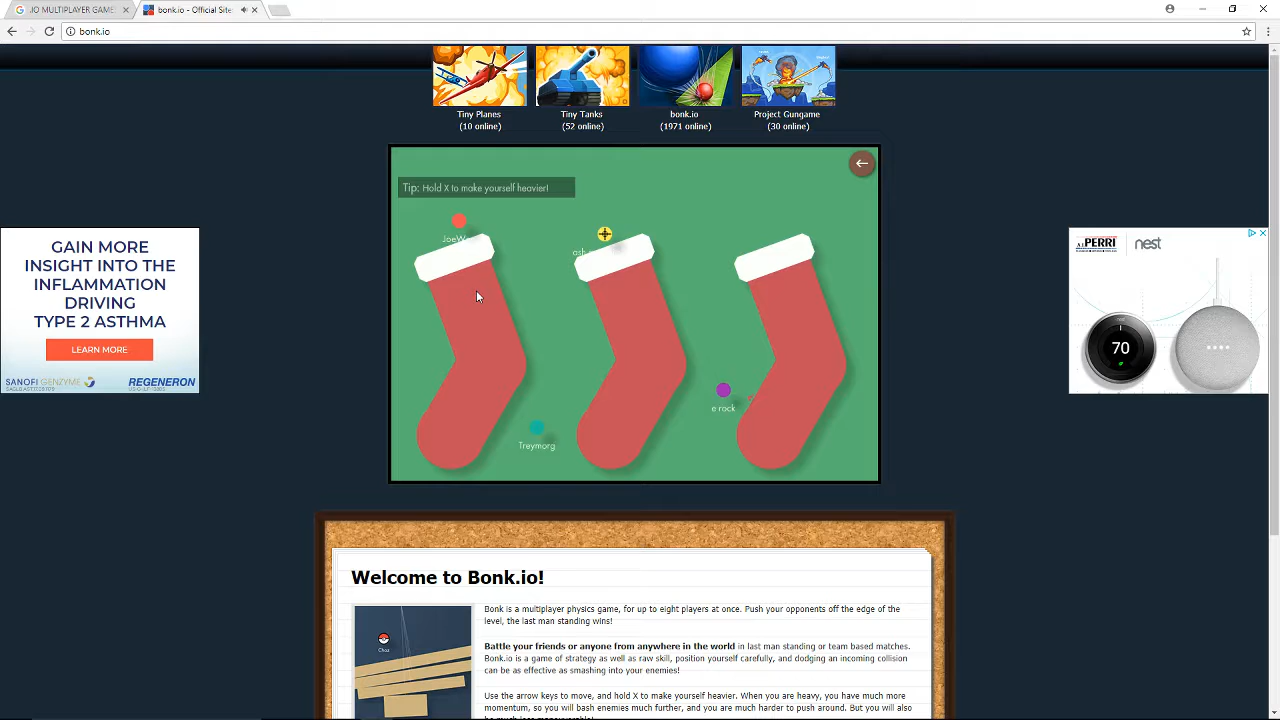 .IO MULTIPLAYER GAME
bonk.io - Official Site
bonk.io
Tiny Planes
(10 online)
Tiny Tanks
(52 online)
bonk.io
(1971 online)
Project Gungame
(30 online)
Tip: Hold X to make yourself heavier!
e rock
Treymorg
GAIN MORE
INSIGHT INTO THE
INFLAMMATION
DRIVING
TYPE 2 ASTHMA
LEARN MORE
SANOFI GENZYME REGENERON
PERRI nest
70
Welcome to Bonk.io!
Bonk is a multiplayer physics game, for up to eight players at once. Push your opponents off the edge of the
level, the last man standing wins!
Battle your friends or anyone from anywhere in the world in last man standing or team based matches.
Bonk.io is a game of strategy as well as raw skill, position yourself carefully, and dodging an incoming collision
can be as effective as smashing into your enemies!
Use the arrow keys to move, and hold X to make yourself heavier. When you are heavy, you have much more
momentum, so you will bash enemies much further, and you are much harder to push around. But you will also
Chaz